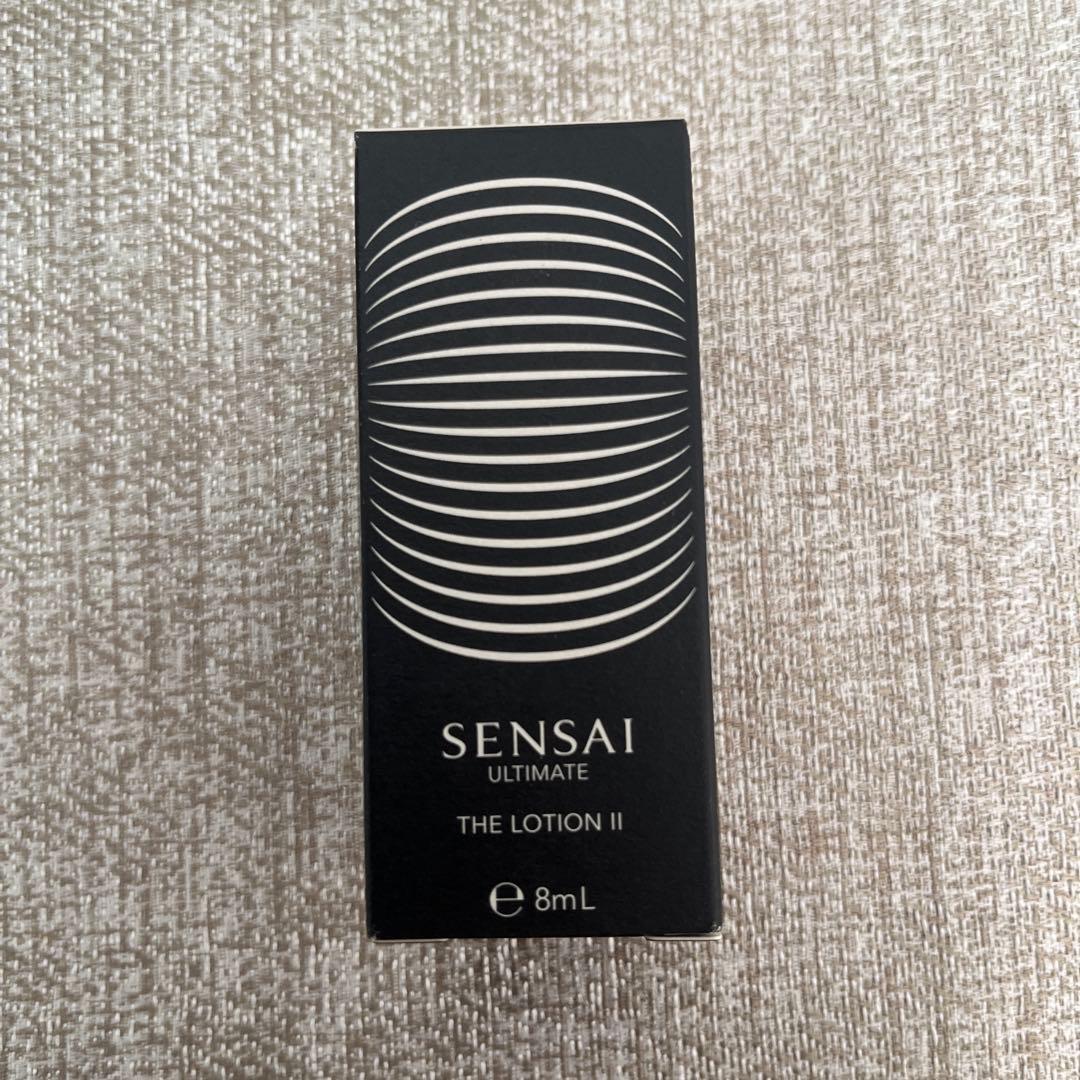 SENSAI
ULTIMATE
THE LOTION II
℮ 8mL